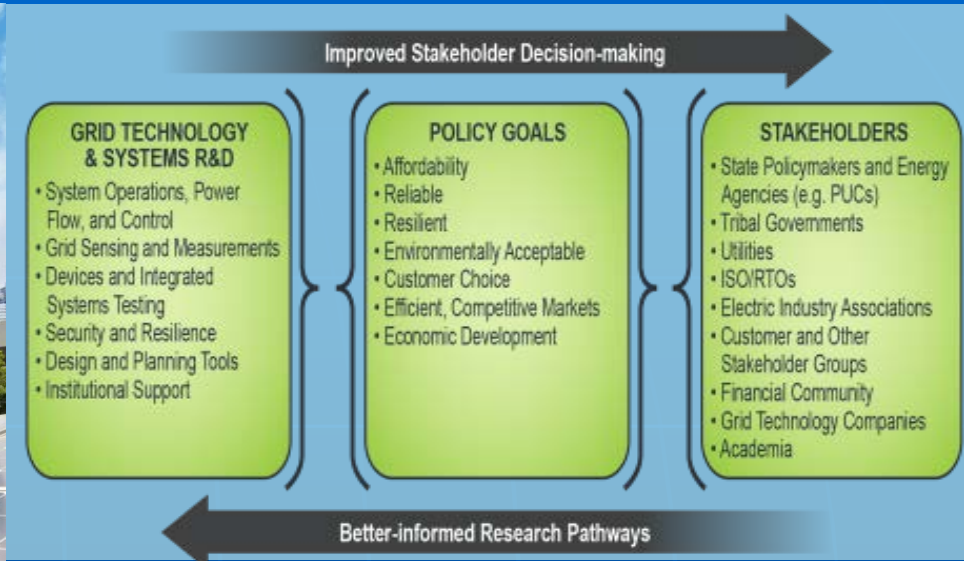 Improved Stakeholder Decision-making
GRID TECHNOLOGY
& SYSTEMS R&D
• System Operations, Power
Flow, and Control
• Grid Sensing and Measurements
• Devices and Integrated
Systems Testing
• Security and Resilience
• Design and Planning Tools
• Institutional Support
POLICY GOALS
• Affordability
• Reliable
• Resilient
• Environmentally Acceptable
• Customer Choice
• Efficient, Competitive Markets
• Economic Development
STAKEHOLDERS
• State Policymakers and Energy
Agencies (e.g. PUCs)
• Tribal Governments
• Utilities
• ISO/RTOs
• Electric Industry Associations
• Customer and Other
Stakeholder Groups
• Financial Community
• Grid Technology Companies
• Academia
Better-informed Research Pathways